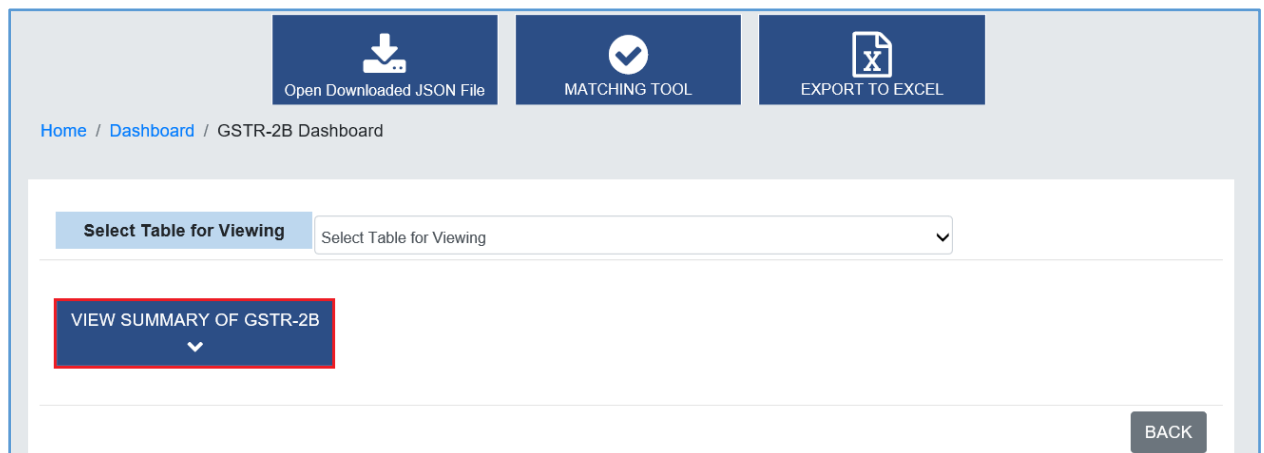 Open Downloaded JSON File
MATCHING TOOL
EXPORT TO EXCEL
Home / Dashboard / GSTR-2B Dashboard
Select Table for Viewing
Select Table for Viewing
VIEW SUMMARY OF GSTR-2B
BACK